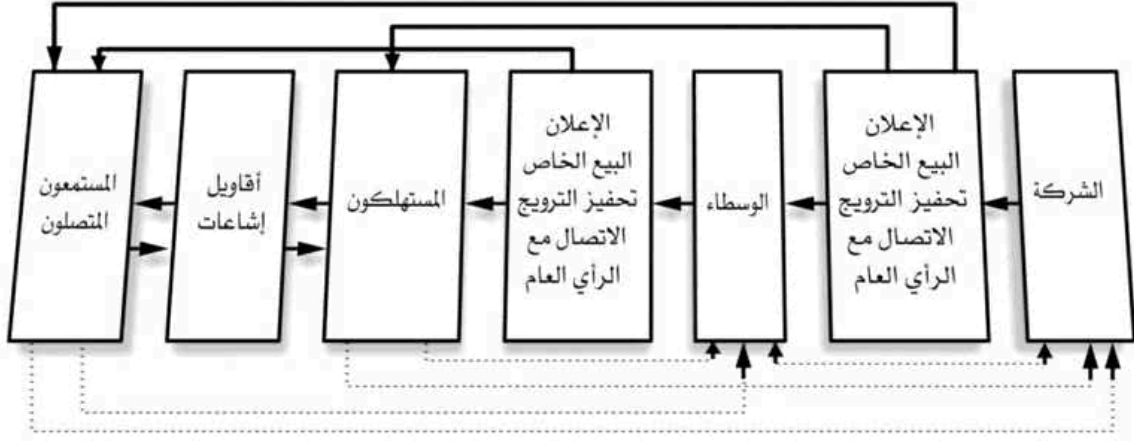 الشركة
الإعلان
البيع الخاص
تحفيز الترويج
الاتصال مع
الرأي العام
الوسطاء
الإعلان
البيع الخاص
تحفيز الترويج
الاتصال مع
الرأي العام
المستهلكون
أقاويل
إشاعات
المستمعون
المتصلون